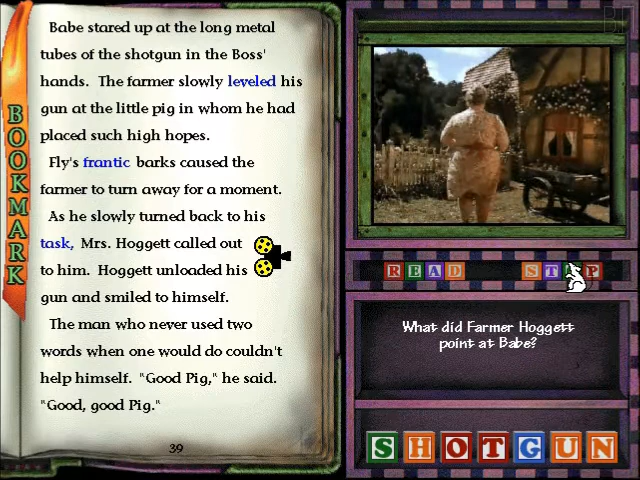 BOOKMARK
Babe stared up at the long metal
tubes of the shotgun in the Boss'
hands. The farmer slowly leveled his
gun at the little pig in whom he had
placed such high hopes.
Fly's frantic barks caused the
farmer to turn away for a moment.
As he slowly turned back to his
task, Mrs. Hoggett called out
to him. Hoggett unloaded his
gun and smiled to himself.
The man who never used two
words when one would do couldn't
help himself. "Good Pig," he said.
"Good, good Pig."
39
READ STOP
What did Farmer Hoggett
point at Babe?
SHOTGUN